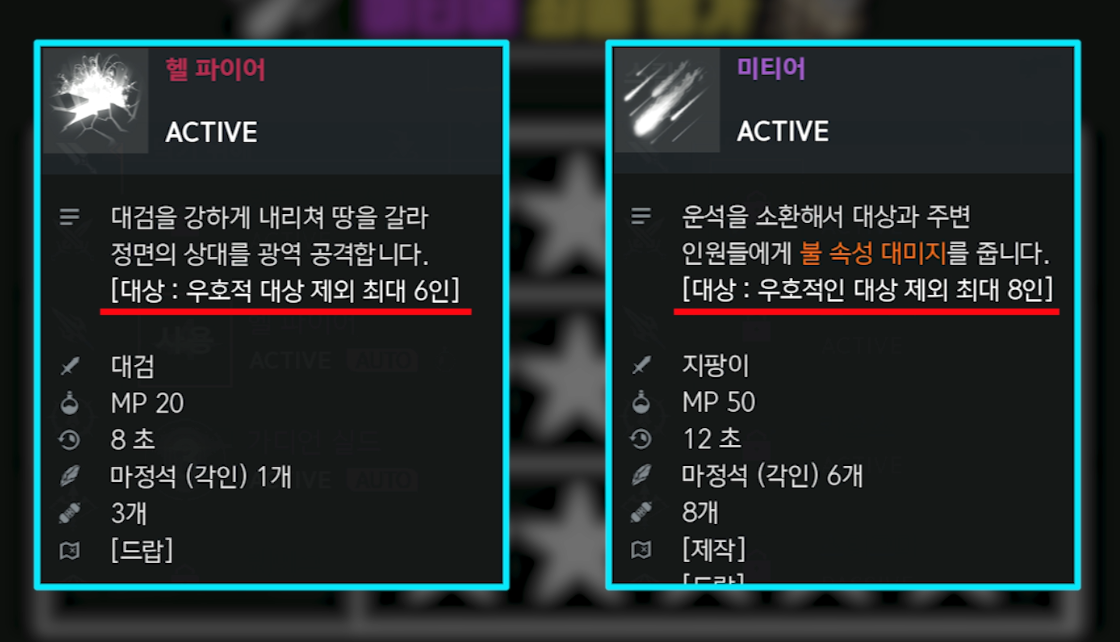 헬 파이어
ACTIVE
대검을 강하게 내리쳐 땅을 갈라
정면의 상대를 광역 공격합니다.
[대상 : 우호적 대상 제외 최대 6인]
대검
MP 20
8 초
마정석 (각인) 1개
3개
[드랍]
미티어
ACTIVE
운석을 소환해서 대상과 주변
인원들에게 불 속성 대미지를 줍니다.
[대상 : 우호적인 대상 제외 최대 8인]
지팡이
MP 50
12 초
마정석 (각인) 6개
8개
[제작]
[드랍]